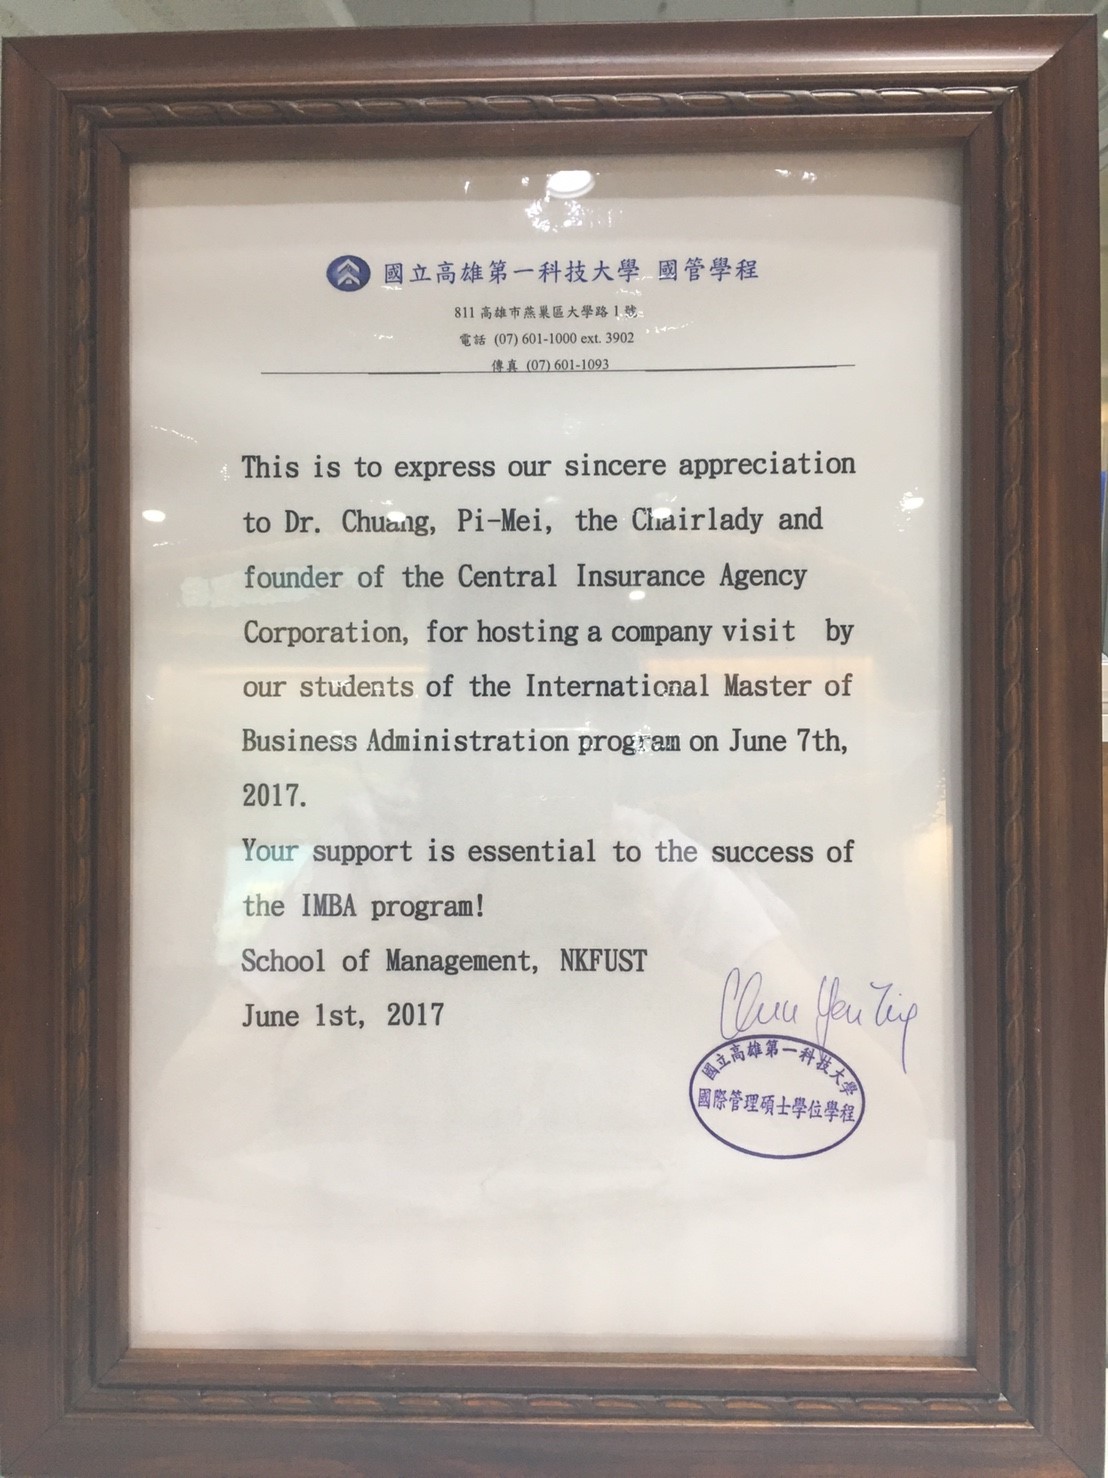 國立高雄第一科技大學 國管學程
811 高雄市燕巢區大學路 1 號
電話 (07) 601-1000 ext. 3902
傳真 (07) 601-1093
This is to express our sincere appreciation
to Dr. Chuang, Pi-Mei, the Chairlady and
founder of the Central Insurance Agency
Corporation, for hosting a company visit by
our students of the International Master of
Business Administration program on June 7th,
2017.
Your support is essential to the success of
the IMBA program!
School of Management, NKFUST
June 1st, 2017
國立高雄第一科技大學
國際管理碩士學位學程